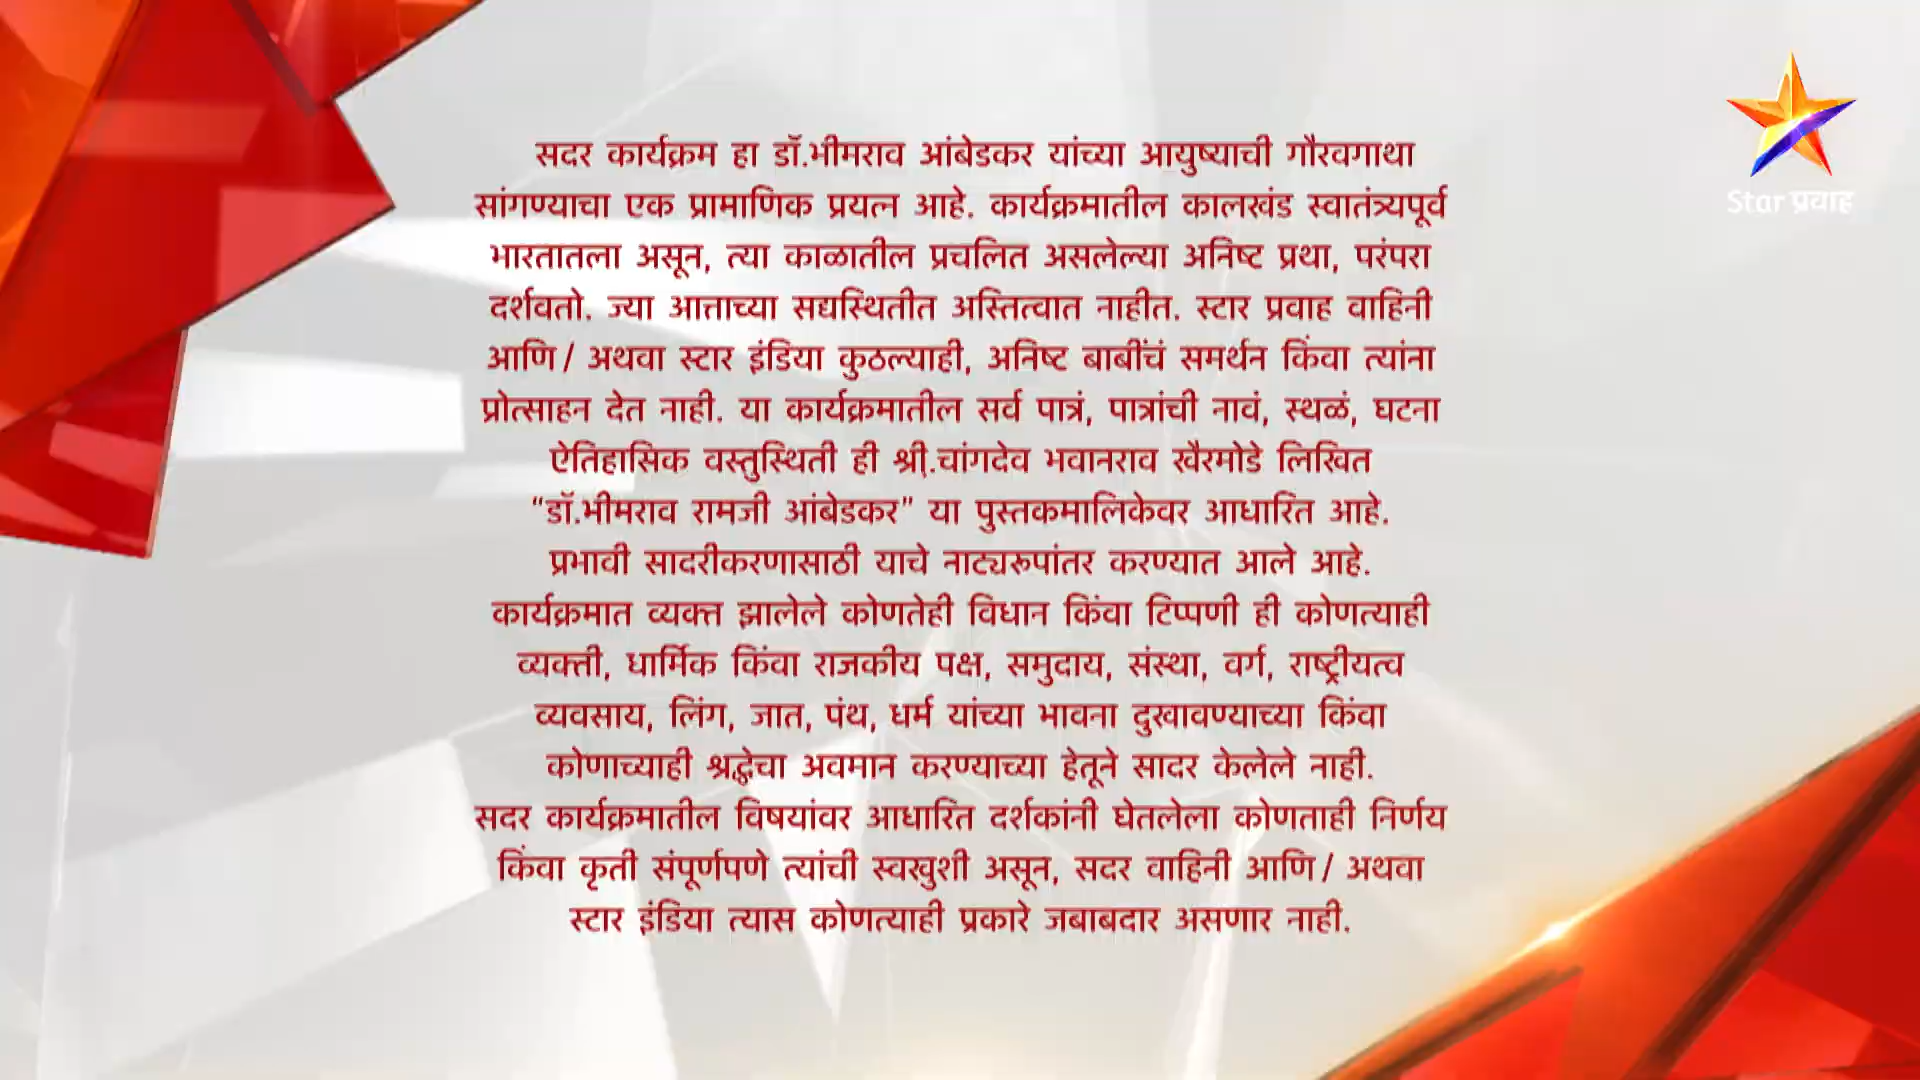 सदर कार्यक्रम हा डॉ.भीमराव आंबेडकर यांच्या आयुष्याची गौरवगाथा
सांगण्याचा एक प्रामाणिक प्रयत्न आहे. कार्यक्रमातील कालखंड स्वातंत्र्यपूर्व
भारतातला असून, त्या काळातील प्रचलित असलेल्या अनिष्ट प्रथा, परंपरा
दर्शवतो. ज्या आत्ताच्या सद्यस्थितीत अस्तित्वात नाहीत. स्टार प्रवाह वाहिनी
आणि/ अथवा स्टार इंडिया कुठल्याही, अनिष्ट बाबींचं समर्थन किंवा त्यांना
प्रोत्साहन देत नाही. या कार्यक्रमातील सर्व पात्रं, पात्रांची नावं, स्थळं, घटना
ऐतिहासिक वस्तुस्थिती ही श्री.चांगदेव भवानराव खैरमोडे लिखित
“डॉ.भीमराव रामजी आंबेडकर” या पुस्तकमालिकेवर आधारित आहे.
प्रभावी सादरीकरणासाठी याचे नाट्यरूपांतर करण्यात आले आहे.
कार्यक्रमात व्यक्त झालेले कोणतेही विधान किंवा टिप्पणी ही कोणत्याही
व्यक्ती, धार्मिक किंवा राजकीय पक्ष, समुदाय, संस्था, वर्ग, राष्ट्रीयत्व
व्यवसाय, लिंग, जात, पंथ, धर्म यांच्या भावना दुखावण्याच्या किंवा
कोणाच्याही श्रद्धेचा अवमान करण्याच्या हेतूने सादर केलेले नाही.
सदर कार्यक्रमातील विषयांवर आधारित दर्शकांनी घेतलेला कोणताही निर्णय
किंवा कृती संपूर्णपणे त्यांची स्वखुशी असून, सदर वाहिनी आणि/ अथवा
स्टार इंडिया त्यास कोणत्याही प्रकारे जबाबदार असणार नाही.
Star प्रवाह